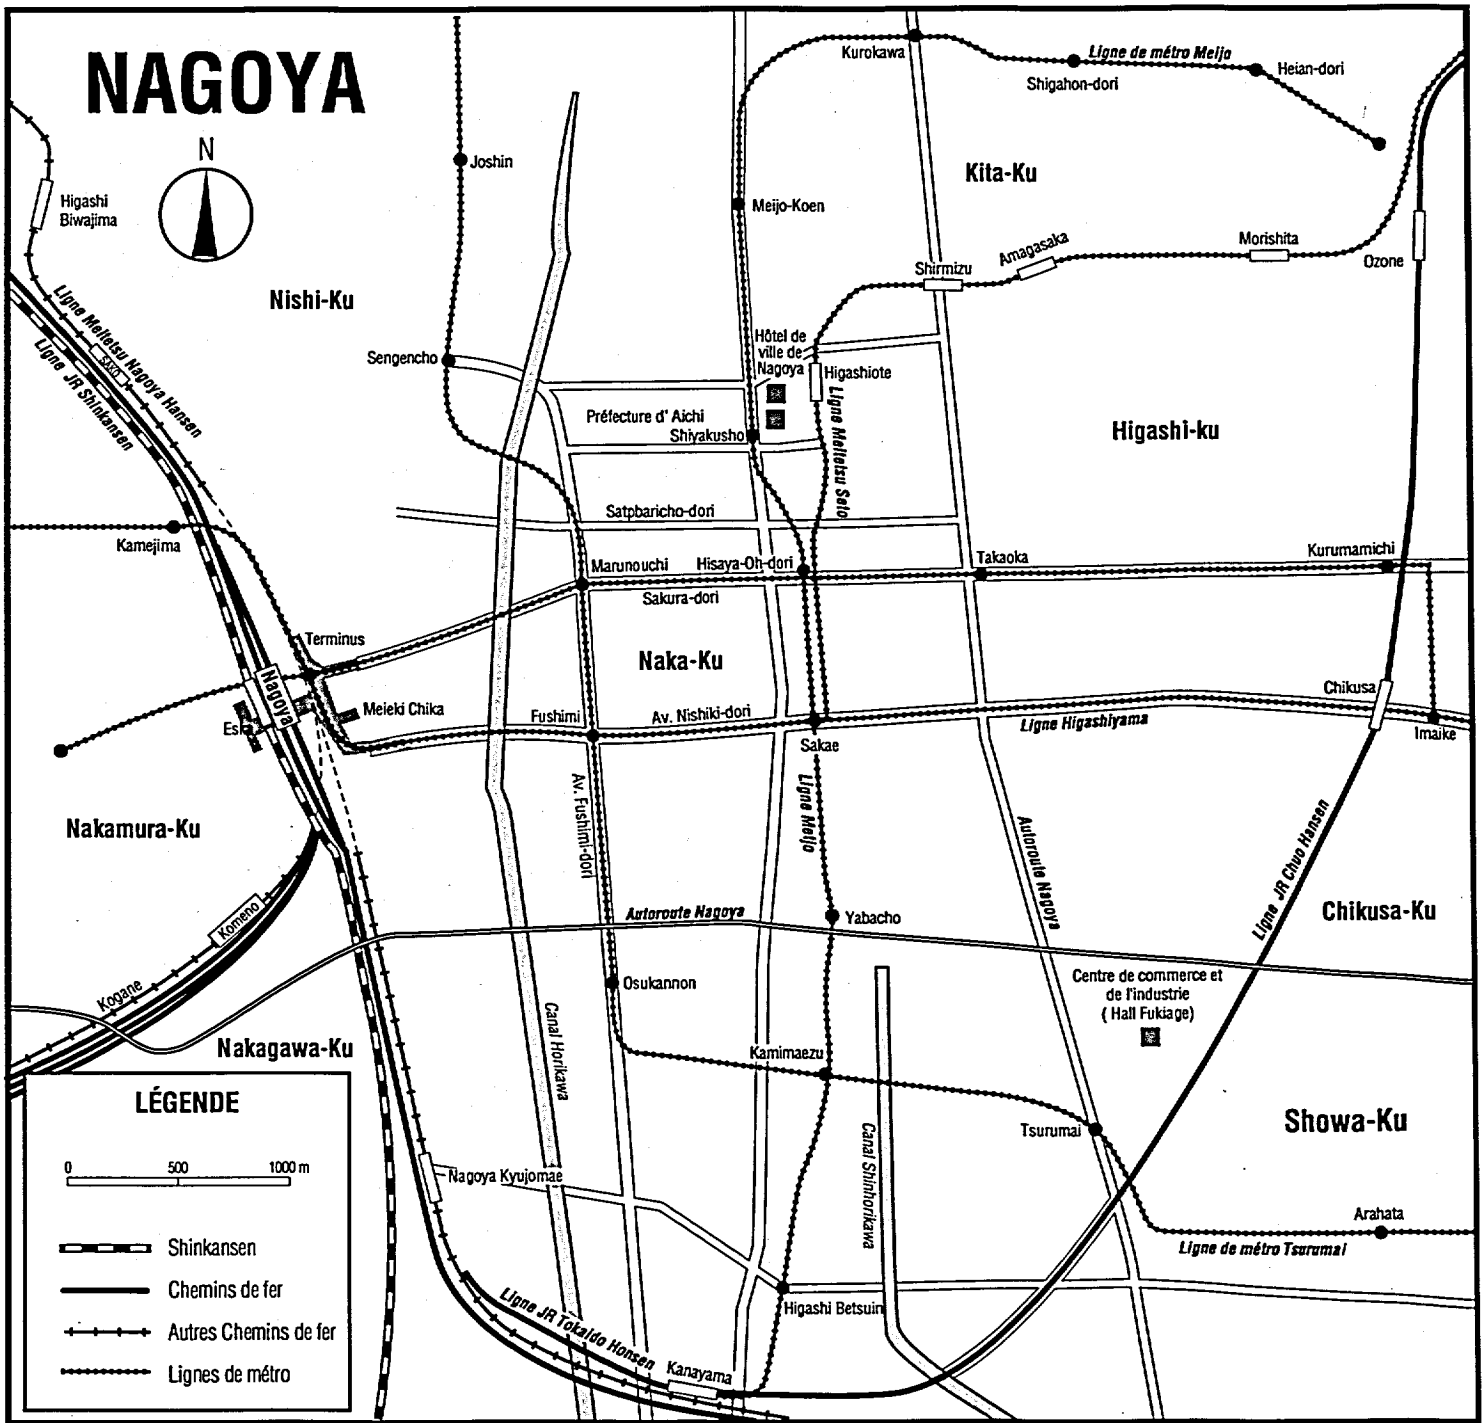 NAGOYA
N
Kurokawa
Ligne de métro Meijo
Shigahon-dori
Heian-dori
Joshin
Kita-Ku
Higashi
Biwajima
Meijo-Koen
Shirmizu
Amagasaka
Morishita
Ozone
Nishi-Ku
Ligne Meltetsu Nagoya Hansen
Ligne JR Shinkansen
Sengencho
Hôtel de
ville de
Nagoya
Higashiote
Ligne Meltetsu Seto
Préfecture d' Aichi
Shiyakusho
Higashi-ku
Satpbaricho-dori
Kamejima
Marunouchi
Hisaya-Oh-dori
Takaoka
Kurumamichi
Sakura-dori
Terminus
Naka-Ku
Nagoya
Meieki Chika
Eska
Fushimi
Av. Nishiki-dori
Sakae
Ligne Higashiyama
Chikusa
Imaike
Av. Fushimi-dori
Ligne Meijo
Nakamura-Ku
Autoroute Nagoya
Ligne JR Chuo Hansen
Chikusa-Ku
Komeno
Autoroute Nagoya
Yabacho
Kogane
Osukannon
Centre de commerce et
de l'industrie
( Hall Fukiage)
Nakagawa-Ku
Canal Horikawa
Kamimaezu
Tsurumai
Showa-Ku
Canal Shinhorikawa
Nagoya Kyujomae
Arahata
Ligne de métro Tsurumai
Higashi Betsuin
Ligne JR Tokaido Honsen
Kanayama
LÉGENDE
0 500 1000 m
Shinkansen
Chemins de fer
Autres Chemins de fer
Lignes de métro